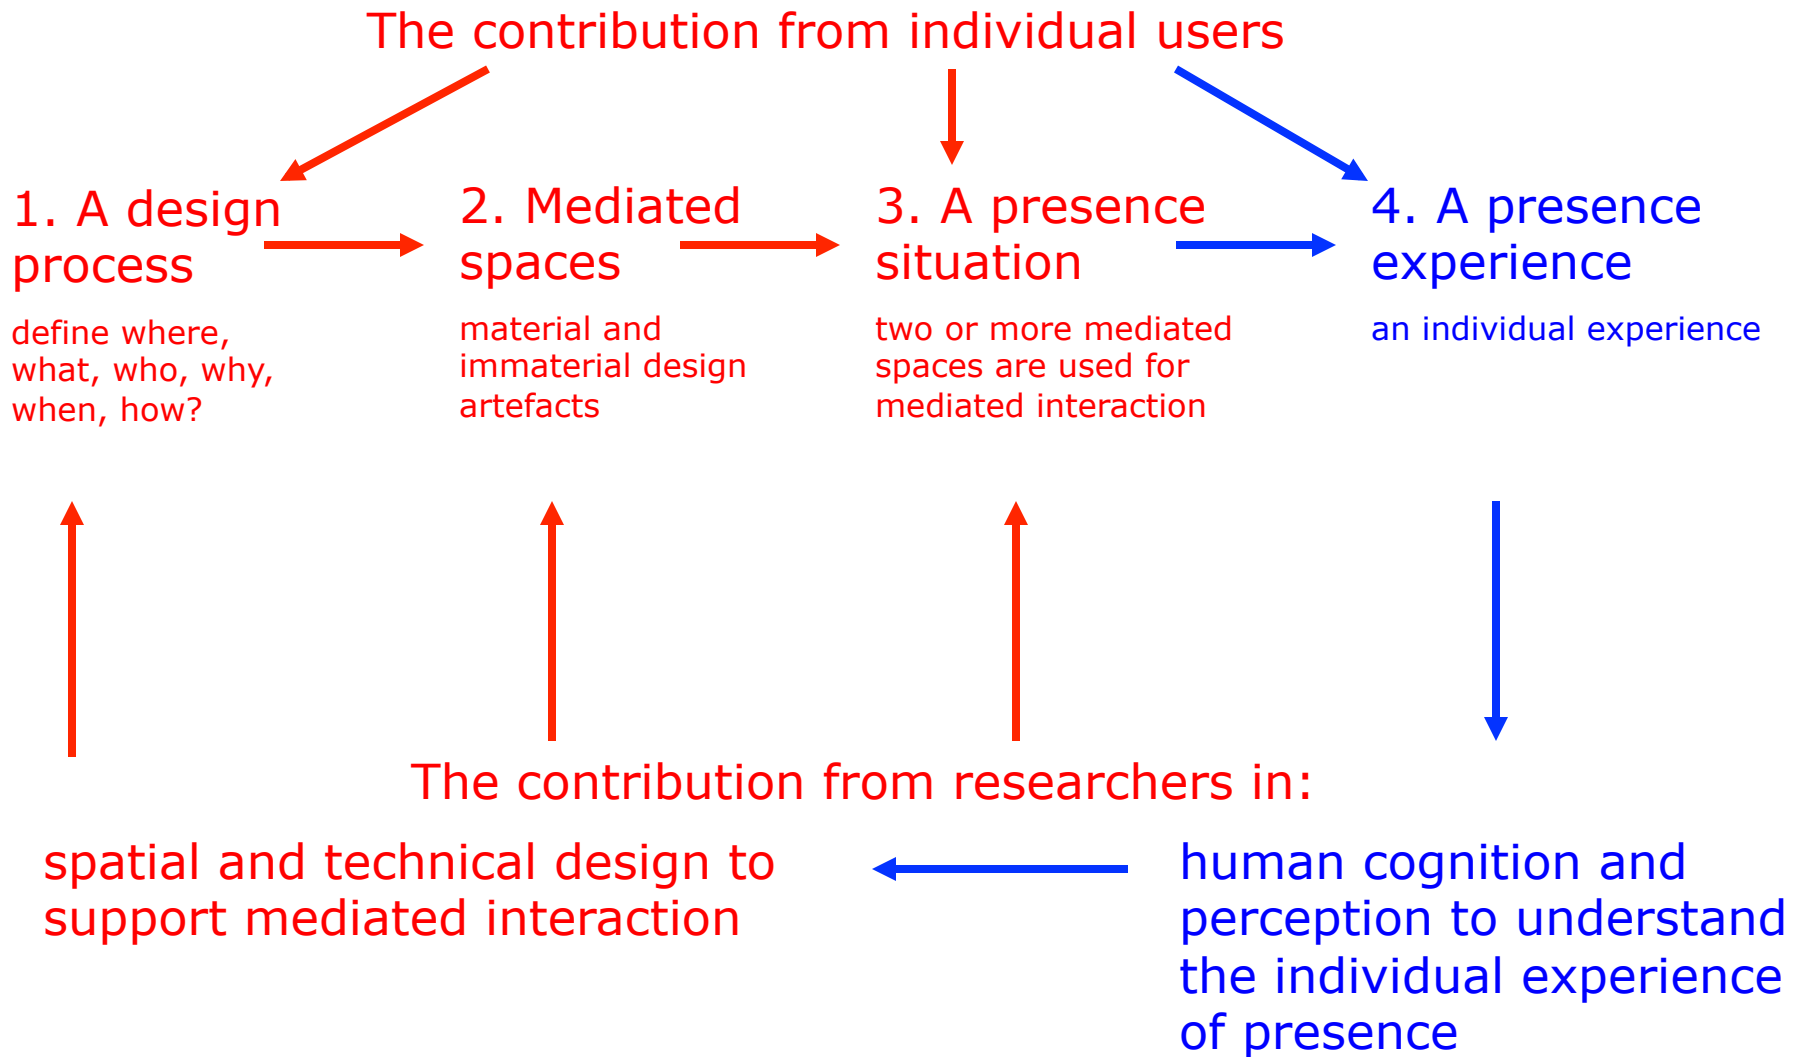 The contribution from individual users
1. A design
process
define where,
what, who, why,
when, how?
2. Mediated
spaces
material and
immaterial design
artefacts
3. A presence
situation
two or more mediated
spaces are used for
mediated interaction
4. A presence
experience
an individual experience
The contribution from researchers in:
spatial and technical design to
support mediated interaction
human cognition and
perception to understand
the individual experience
of presence